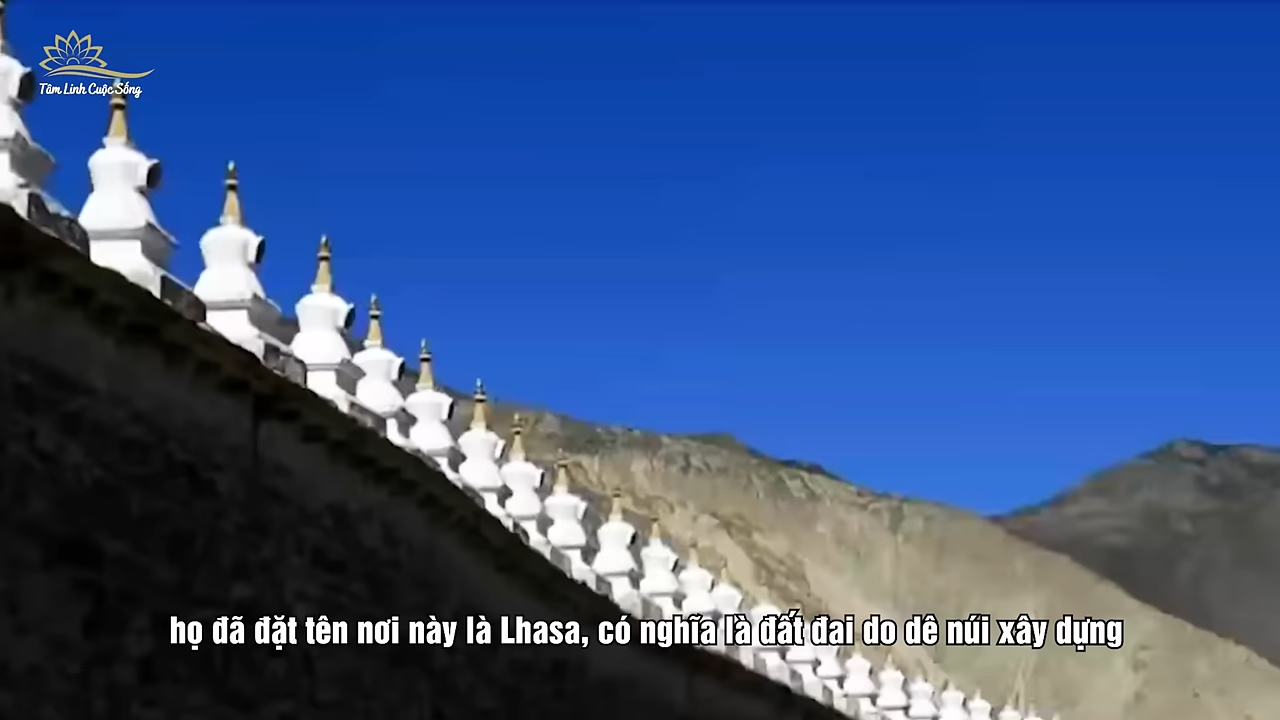 Tâm Linh Cuộc Sống
họ đã đặt tên nơi này là Lhasa, có nghĩa là đất đai do dê núi xây dựng